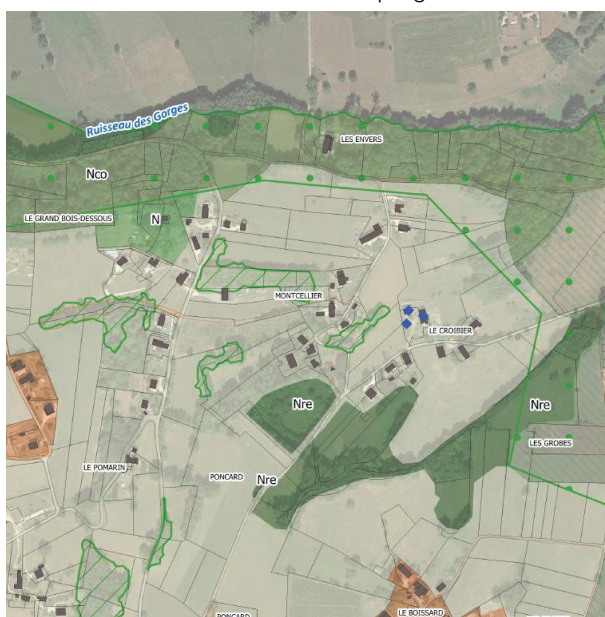 Ruisseau des Gorges
LES ENVERS
Nco
LE GRAND BOIS-DESSOUS
N
MONTCELLIER
LE CROIBIER
Nre
Nre
LES GROBES
LE POMARIN
PONCARD
Nre
LE BOISSARD
PONCARD